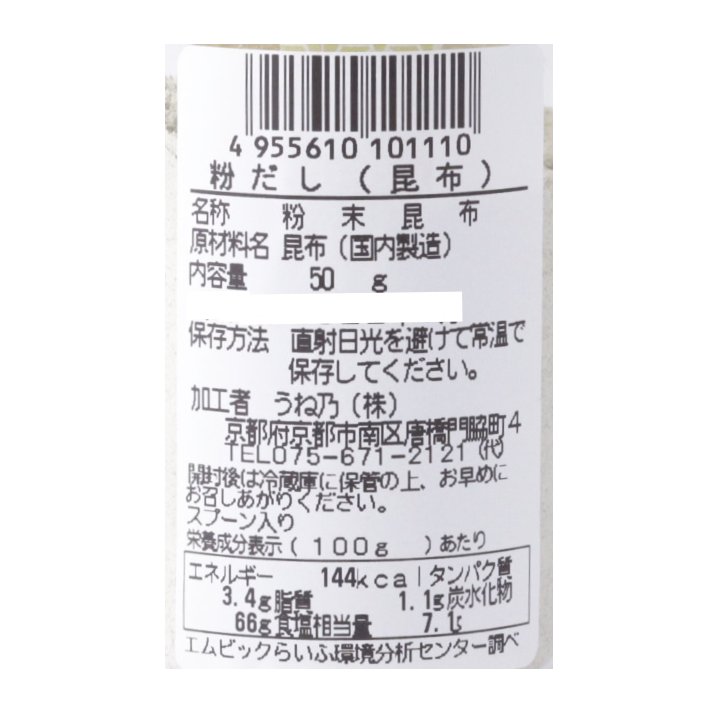 4 955610 101110
粉だし(昆布)
名称 粉末昆布
原材料名 昆布(国内製造)
内容量 50 g
保存方法 直射日光を避けて常温で
保存してください。
加工者 うね乃(株)
京都府京都市南区唐橋門脇町4
TEL075-671-2121(代)
開封後は冷蔵庫に保管の上、お早めに
お召しあがりください。
スプーン入り
栄養成分表示(100g )あたり
エネルギー 144kcal タンパク質
3.4g脂質 1.1g炭水化物
66g食塩相当量 7.1g
エムビックらいふ環境分析センター調べ